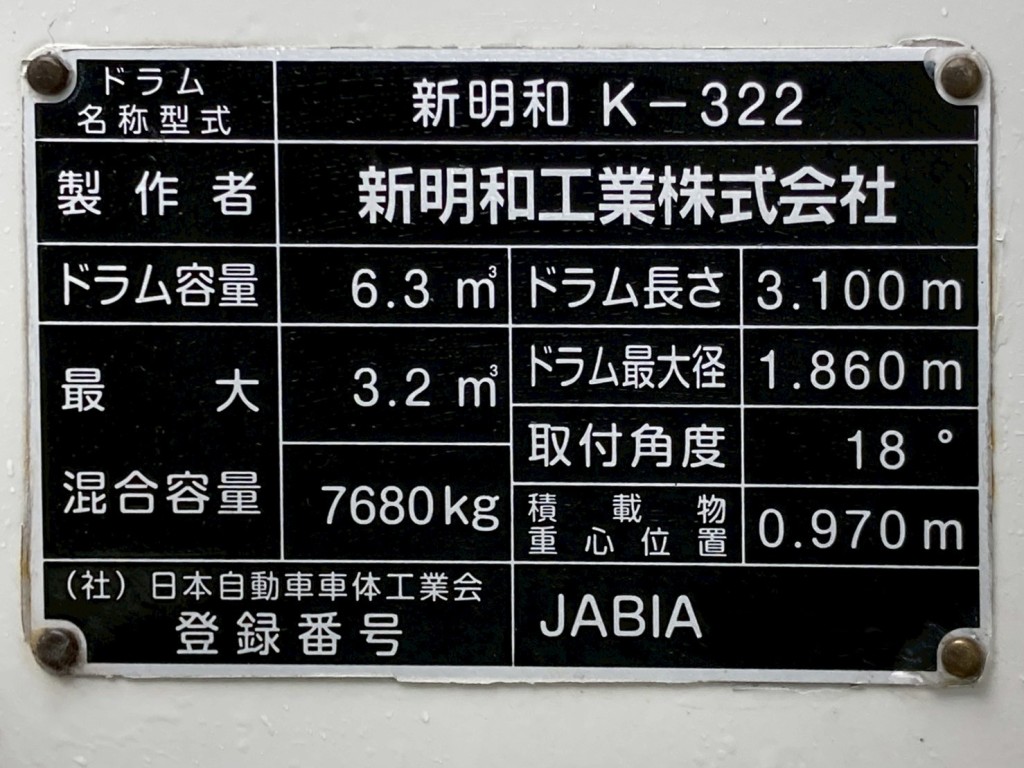 ドラム
名称型式
新明和 K-322
製作者
新明和工業株式会社
ドラム容量
6.3 m³
ドラム長さ
3.100 m
最大
混合容量
3.2 m³
7680kg
ドラム最大径
1.860 m
取付角度
18°
積載物
重心位置
0.970 m
(社)日本自動車車体工業会
登録番号
JABIA